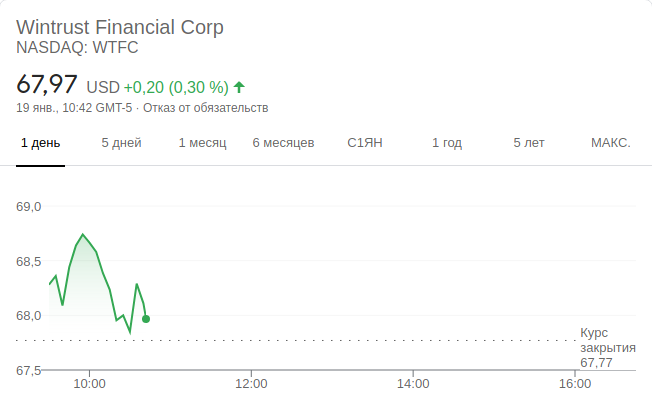 Wintrust Financial Corp
NASDAQ: WTFC
67,97 USD +0,20 (0,30 %) ↑
19 янв., 10:42 GMT-5 · Отказ от обязательств
1 день 5 дней 1 месяц 6 месяцев С1ЯН 1 год 5 лет МАКС.
69,0
68,5
68,0
67,5
Курс
закрытия
67,77
10:00 12:00 14:00 16:00